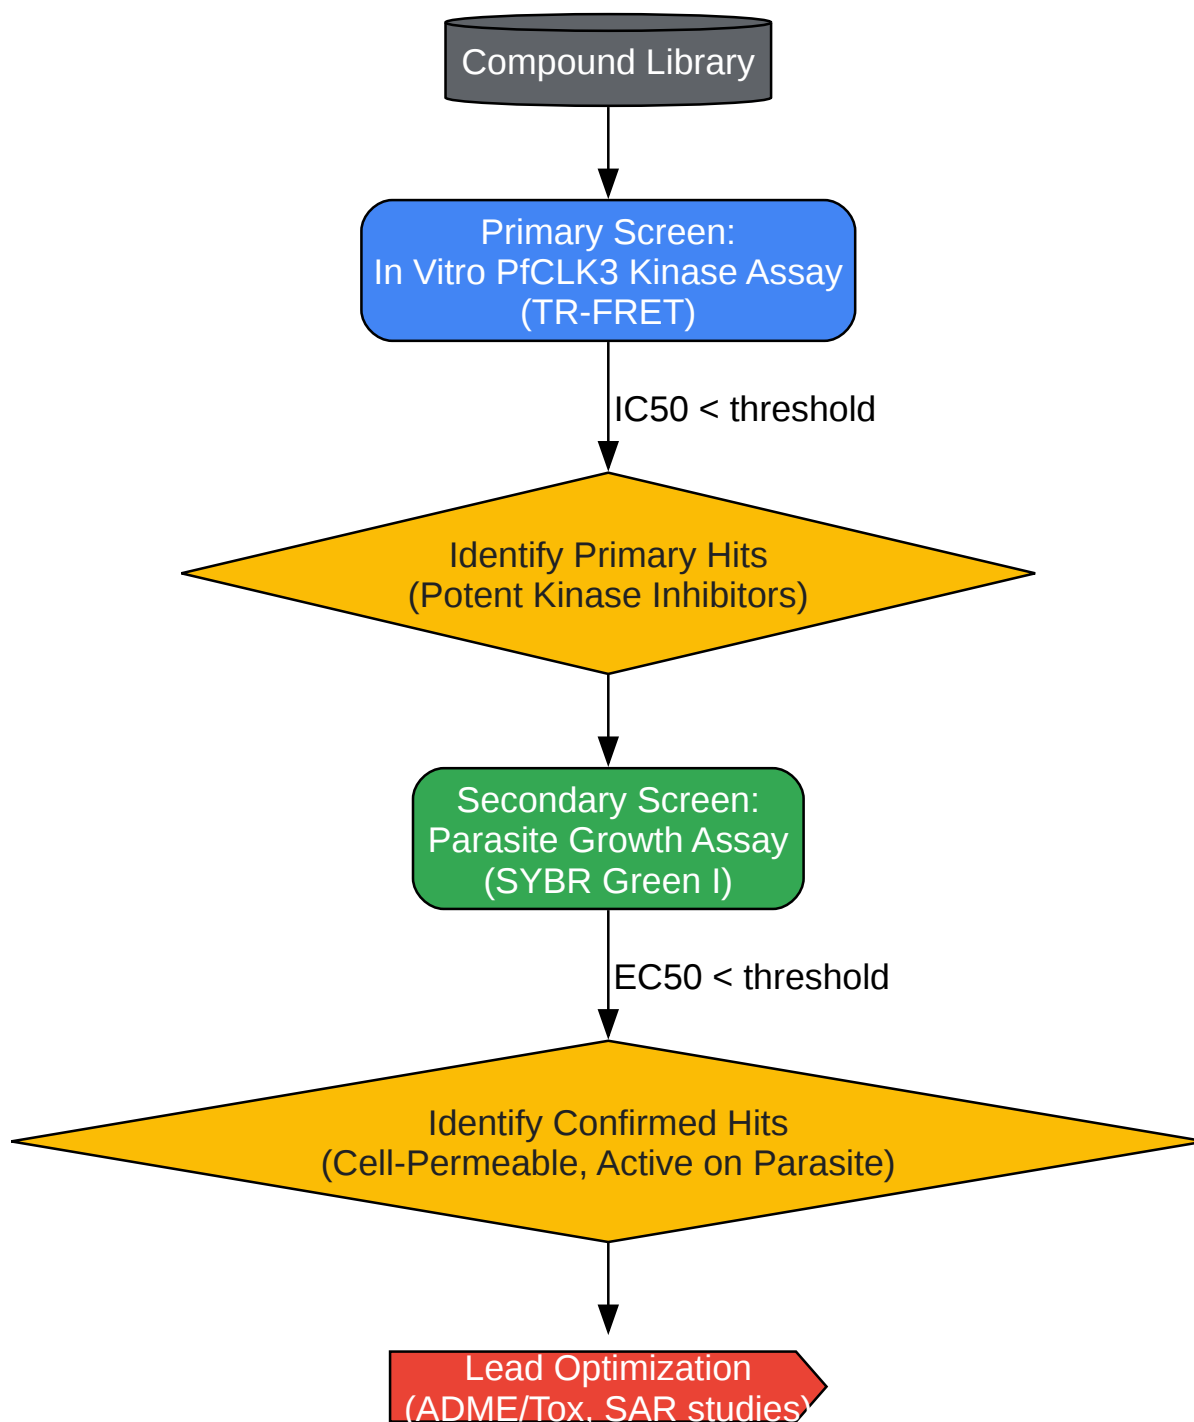 Compound Library
Primary Screen:
In Vitro PfCLK3 Kinase Assay
(TR-FRET)
IC50 < threshold
Identify Primary Hits
(Potent Kinase Inhibitors)
Secondary Screen:
Parasite Growth Assay
(SYBR Green I)
EC50 < threshold
Identify Confirmed Hits
(Cell-Permeable, Active on Parasite)
Lead Optimization
(ADME/Tox, SAR studies)